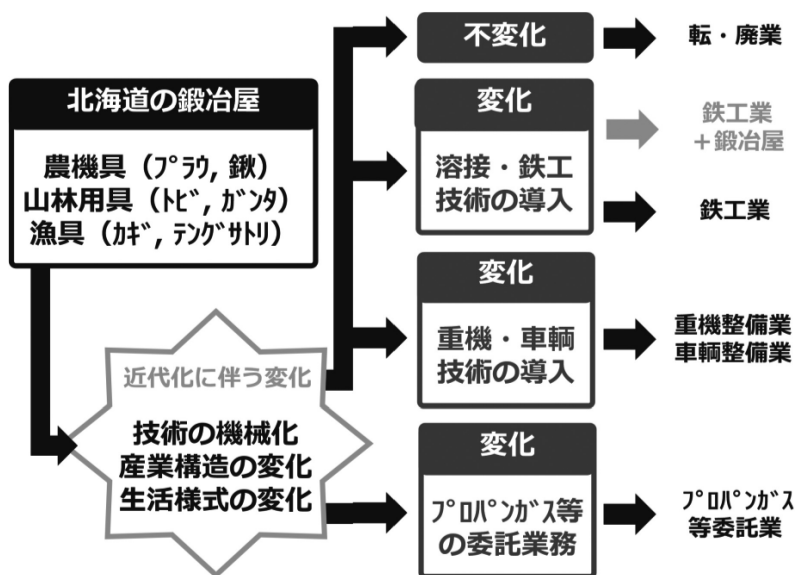 北海道の鍛冶屋
農機具（ﾌﾟﾗｳ, 鍬）
山林用具（ﾄﾋﾞ, ｶﾞﾝﾀ）
漁具（ｶｷﾞ, ﾃﾝｸﾞｻﾄﾘ）
近代化に伴う変化
技術の機械化
産業構造の変化
生活様式の変化
不変化
転・廃業
変化
溶接・鉄工
技術の導入
鉄工業
＋鍛冶屋
鉄工業
変化
重機・車輌
技術の導入
重機整備業
車輌整備業
変化
ﾌﾟﾛﾊﾟﾝｶﾞｽ等
の委託業務
ﾌﾟﾛﾊﾟﾝｶﾞｽ
等委託業